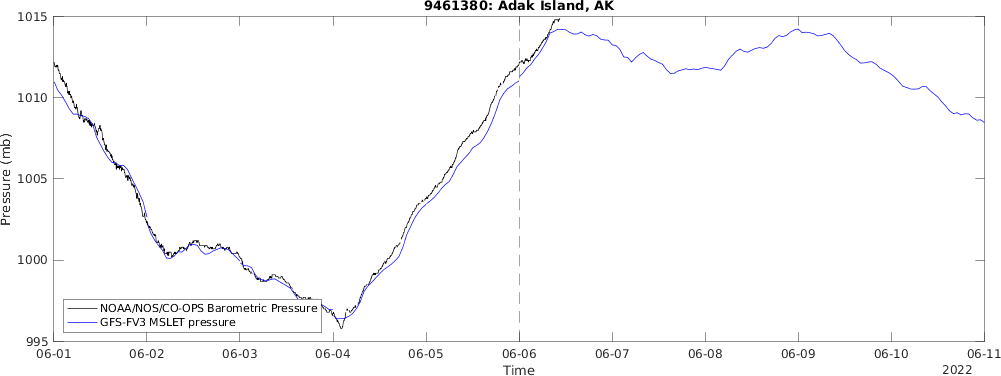 9461380: Adak Island, AK
1015
1010
1005
1000
995
Pressure (mb)
NOAA/NOS/CO-OPS Barometric Pressure
GFS-FV3 MSLET pressure
06-01 06-02 06-03 06-04 06-05 06-06 06-07 06-08 06-09 06-10 06-11
Time
2022